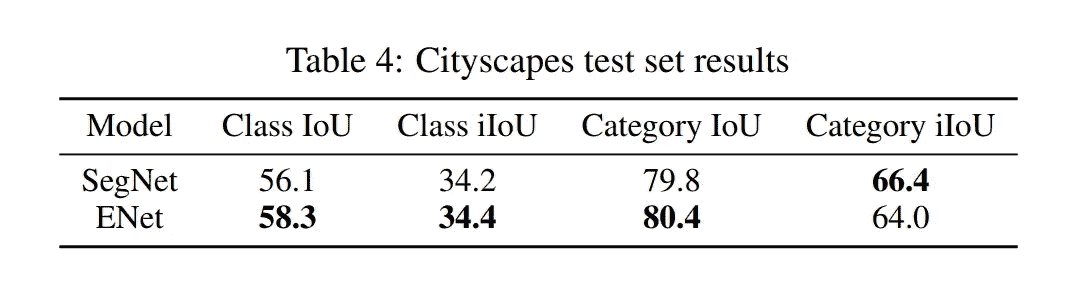 Table 4: Cityscapes test set results
Model Class IoU Class iIoU Category IoU Category iIoU
SegNet 56.1 34.2 79.8 66.4
ENet 58.3 34.4 80.4 64.0